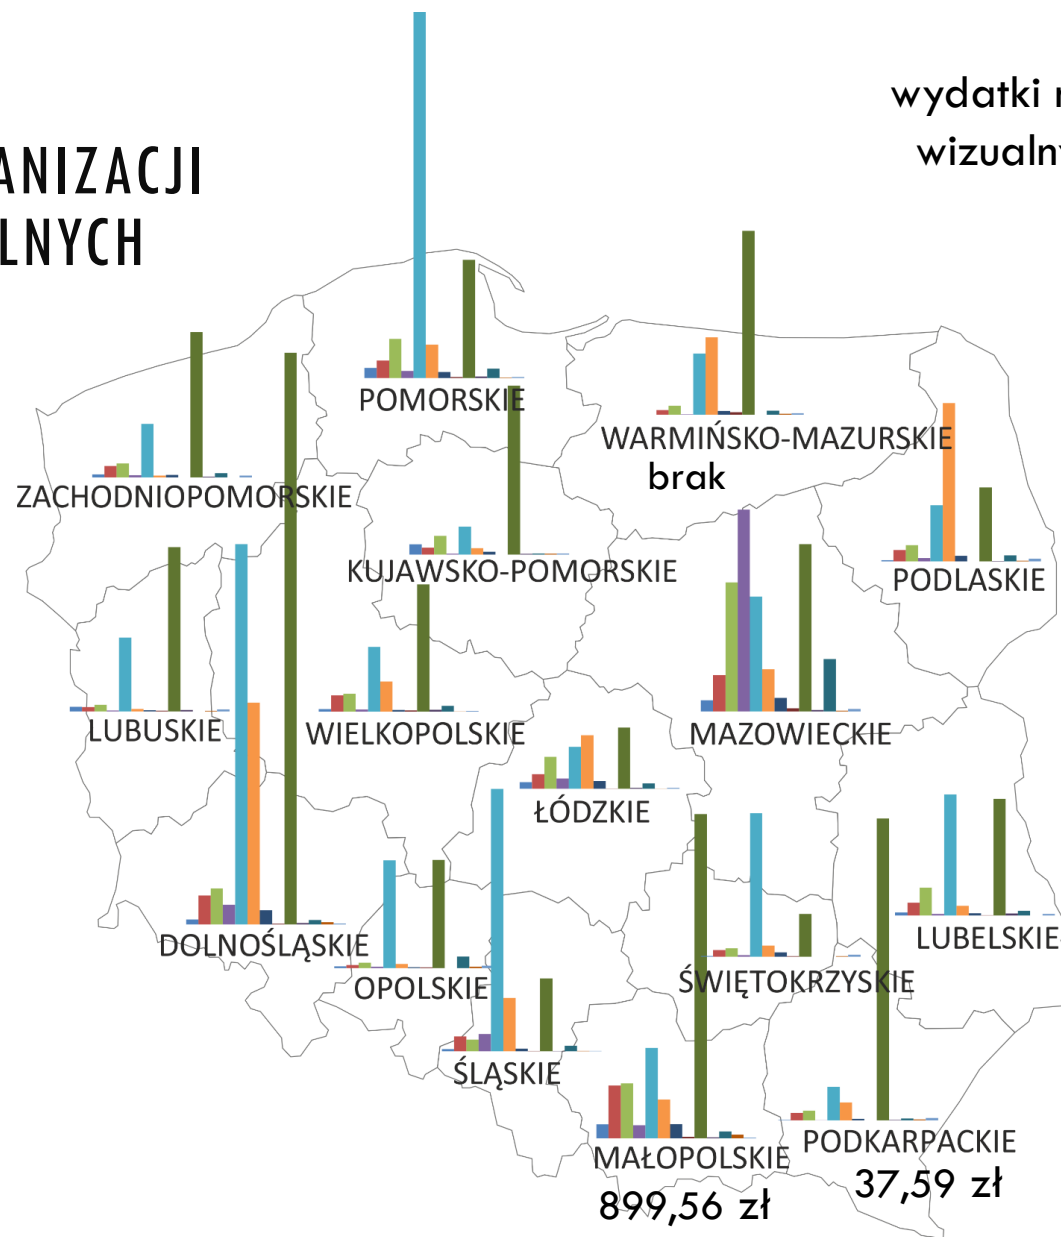 wydatki
wizualny
ANIZACJI
LNYCH
POMORSKIE
WARMIŃSKO-MAZURSKIE
brak
ZACHODNIOPOMORSKIE
KUJAWSKO-POMORSKIE
PODLASKIE
LUBUSKIE
WIELKOPOLSKIE
MAZOWIECKIE
ŁÓDZKIE
DOLNOŚLĄSKIE
LUBELSKIE
OPOLSKIE
ŚWIĘTOKRZYSKIE
ŚLĄSKIE
MAŁOPOLSKIE
PODKARPACKIE
899,56 zł
37,59 zł